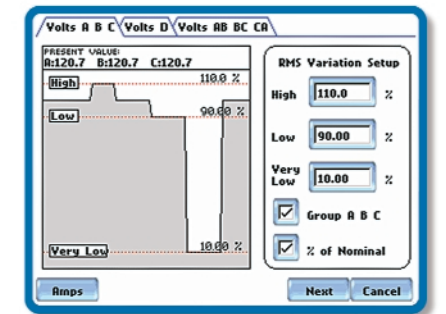 Volts A B C Volts D Volts AB BC CA
PRESENT VALUE:
A:120.7 B:120.7 C:120.7
High 110.0 %
Low 90.00 %
Very Low 10.00 %
RMS Variation Setup
High 110.0 %
Low 90.00 %
Very Low 10.00 %
Group A B C
% of Nominal
Amps Next Cancel